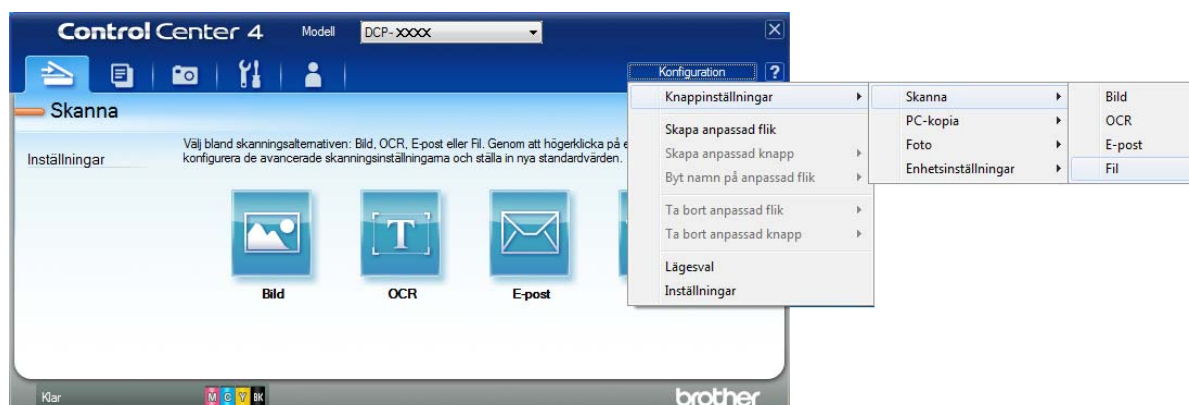 Control Center 4
Modell
DCP-XXXX
Konfiguration
?
Skanna
Inställningar
Välj bland skanningsalternativen: Bild, OCR, E-post eller Fil. Genom att högerklicka på e
konfigurera de avancerade skanningsinställningarna och ställa in nya standardvärden.
Bild
OCR
E-post
Knappinställningar
Skapa anpassad flik
Skapa anpassad knapp
Byt namn på anpassad flik
Ta bort anpassad flik
Ta bort anpassad knapp
Lägesval
Inställningar
Skanna
PC-kopia
Foto
Enhetsinställningar
Bild
OCR
E-post
Fil
T
Klar
M C Y BK
brother